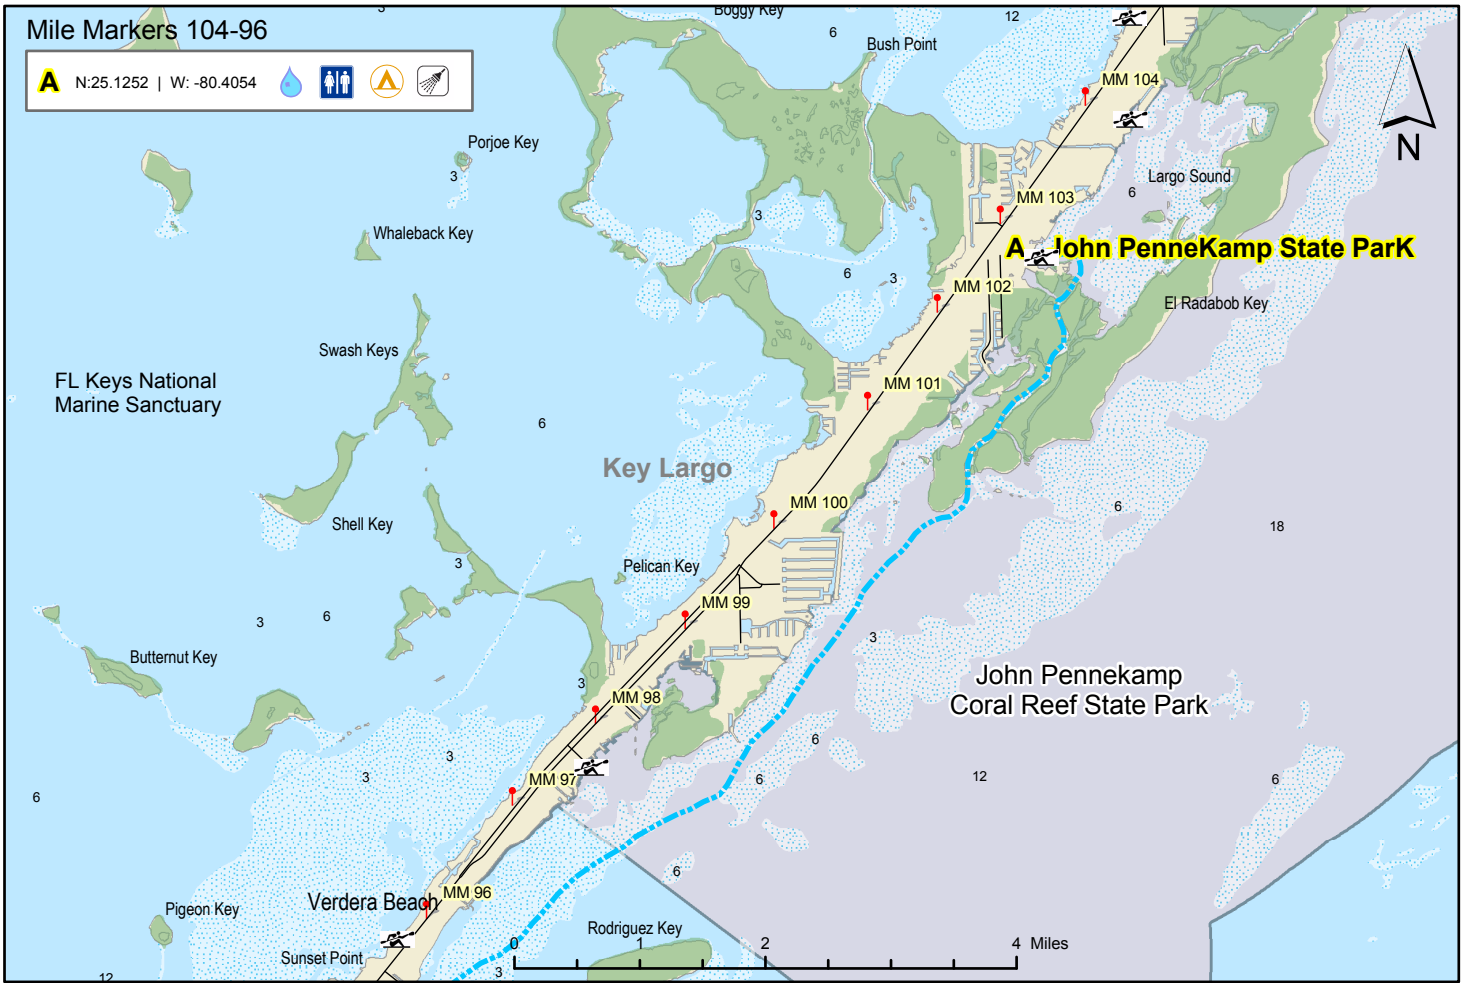 Mile Markers 104-96
A N:25.1252 | W: -80.4054
3
Boggy Key
6
12
Bush Point
MM 104
N
Porjoe Key
3
Largo Sound
6
MM 103
3
Whaleback Key
A John PenneKamp State ParK
6
3
MM 102
El Radabob Key
Swash Keys
FL Keys National
Marine Sanctuary
MM 101
6
Key Largo
MM 100
6
18
Shell Key
3
Pelican Key
MM 99
3
6
3
Butternut Key
John Pennekamp
Coral Reef State Park
3
MM 98
6
3
3
MM 97
6
12
6
6
6
MM 96
Verdera Beach
Pigeon Key
Rodriguez Key
Sunset Point
0
1
2
4 Miles
3
12